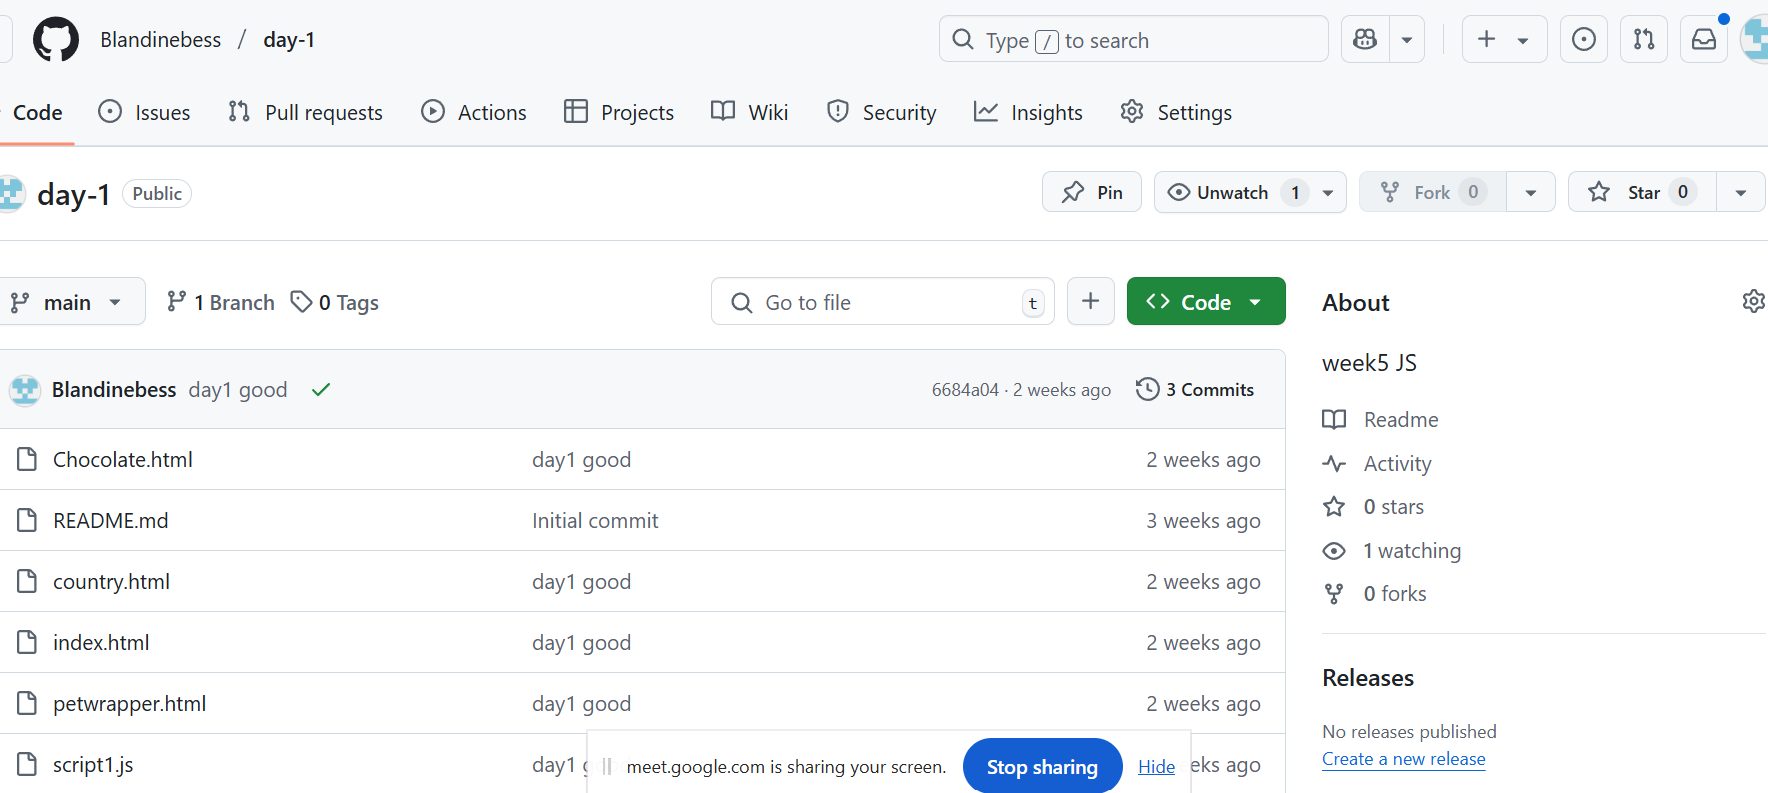 Blandinebess / day-1
Type / to search
Code Issues Pull requests Actions Projects Wiki Security Insights Settings
day-1 Public
Pin Unwatch 1 Fork 0 Star 0
main 1 Branch 0 Tags
Go to file t
Code
Blandinebess day1 good 6684a04 · 2 weeks ago 3 Commits
Chocolate.html day1 good 2 weeks ago
README.md Initial commit 3 weeks ago
country.html day1 good 2 weeks ago
index.html day1 good 2 weeks ago
petwrapper.html day1 good 2 weeks ago
script1.js day1 eks ago
meet.google.com is sharing your screen. Stop sharing Hide
About
week5 JS
Readme
Activity
0 stars
1 watching
0 forks
Releases
No releases published
Create a new release